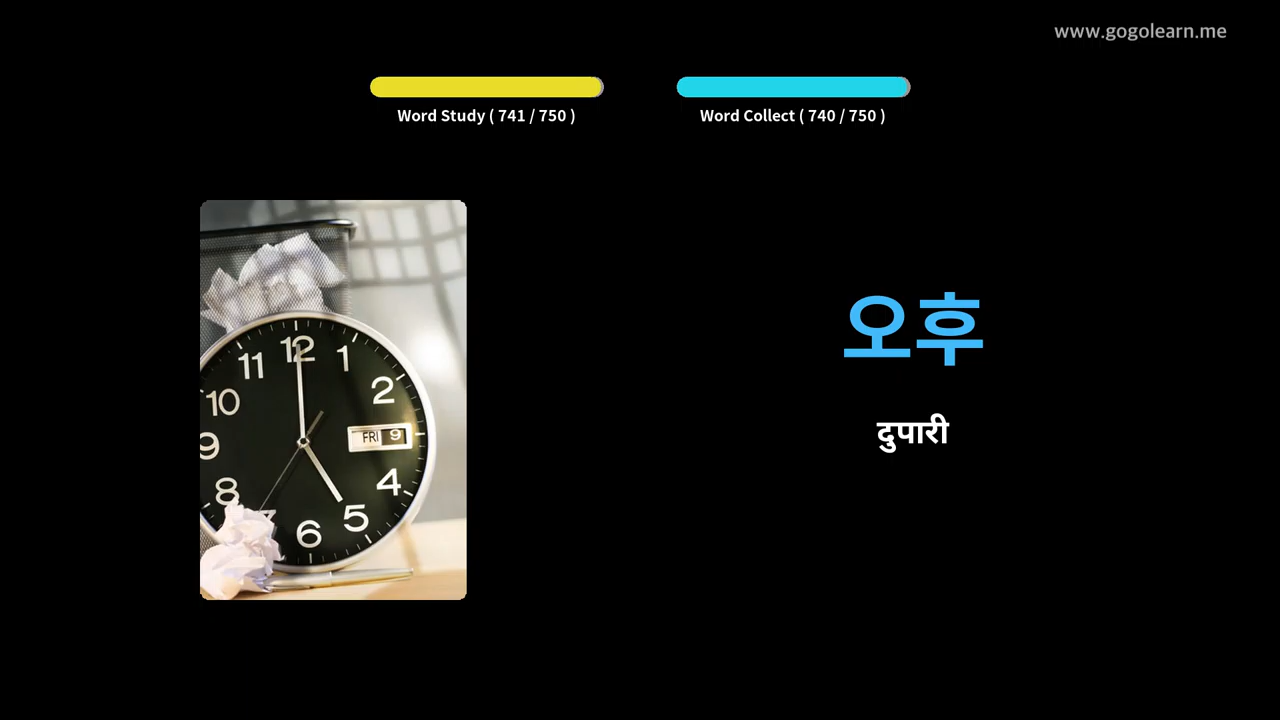 www.gogolearn.me
Word Study ( 741 / 750 )
Word Collect ( 740 / 750 )
12
11
1
10
2
9
FRI 9
8
4
7
5
6
오후
दुपारी